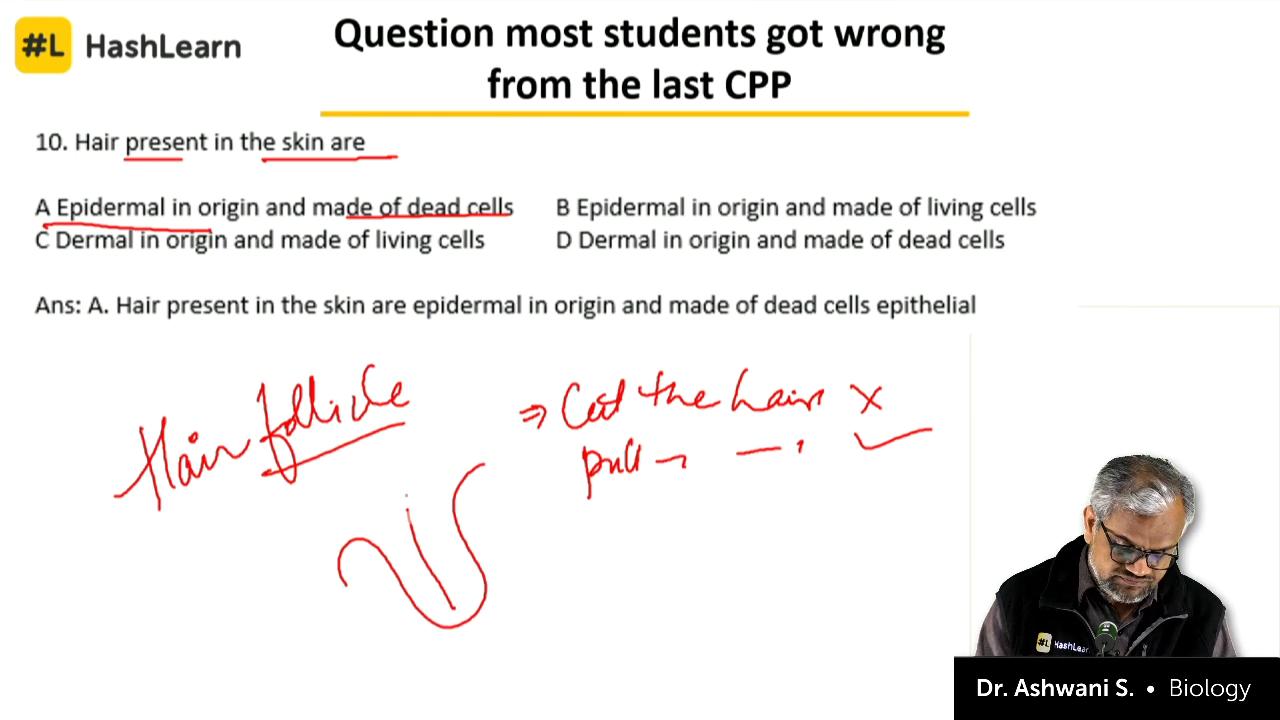 #L HashLearn
Question most students got wrong
from the last CPP
10. Hair present in the skin are
A Epidermal in origin and made of dead cells
B Epidermal in origin and made of living cells
C Dermal in origin and made of living cells
D Dermal in origin and made of dead cells
Ans: A. Hair present in the skin are epidermal in origin and made of dead cells epithelial
Hair follicle
⇒ Cut the hair ×
pull — — , ✓
#L HashLearn
Dr. Ashwani S. • Biology